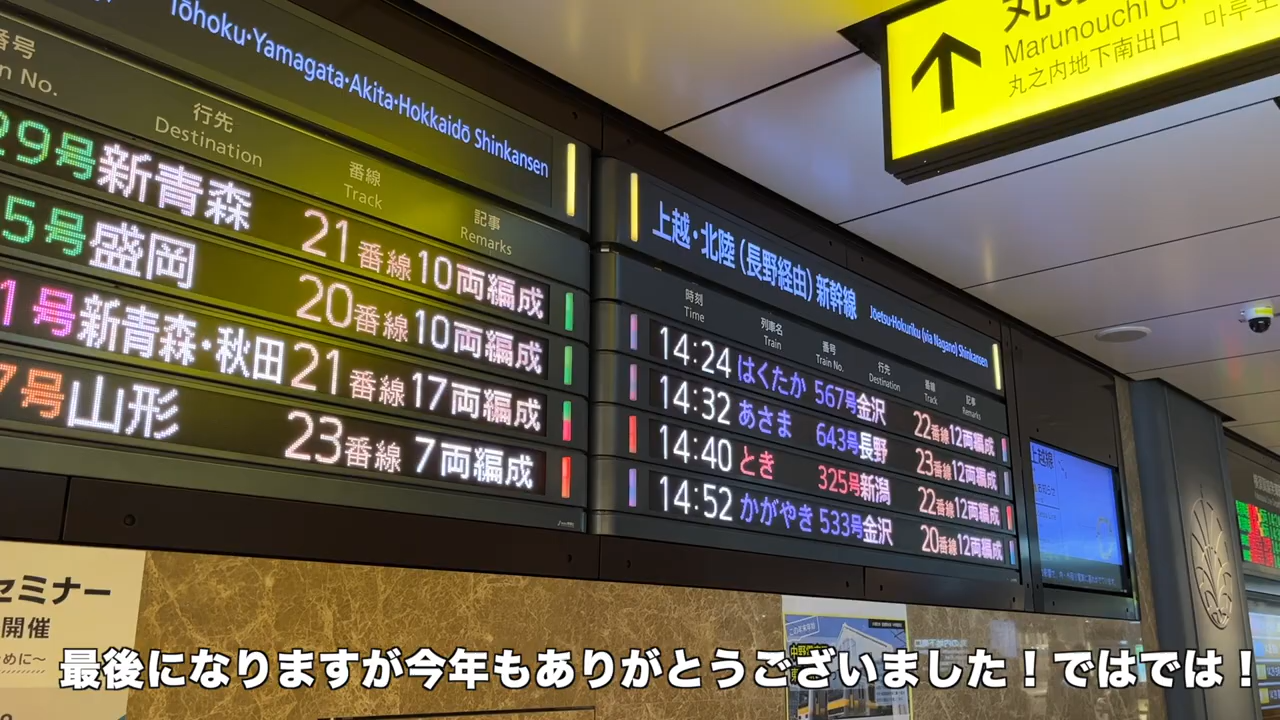 Tōhoku·Yamagata·Akita·Hokkaidō Shinkansen
番号
行先
Destination
番線
Track
記事
Remarks
29号 新青森 21番線 10両編成
5号 盛岡 20番線 10両編成
1号 新青森・秋田 21番線 17両編成
7号 山形 23番線 7両編成
上越・北陸(長野経由)新幹線 Jōetsu·Hokuriku (via Nagano) Shinkansen
時刻 列車名 番号 行先 番線 記事
Time Train Train No. Destination Track Remarks
14:24 はくたか 567号 金沢 22番線 12両編成
14:32 あさま 643号 長野 23番線 12両編成
14:40 とき 325号 新潟 22番線 12両編成
14:52 かがやき 533号 金沢 20番線 12両編成
Marunouchi
丸之内地下南出口
セミナー
開催
最後になりますが今年もありがとうございました！ではでは！